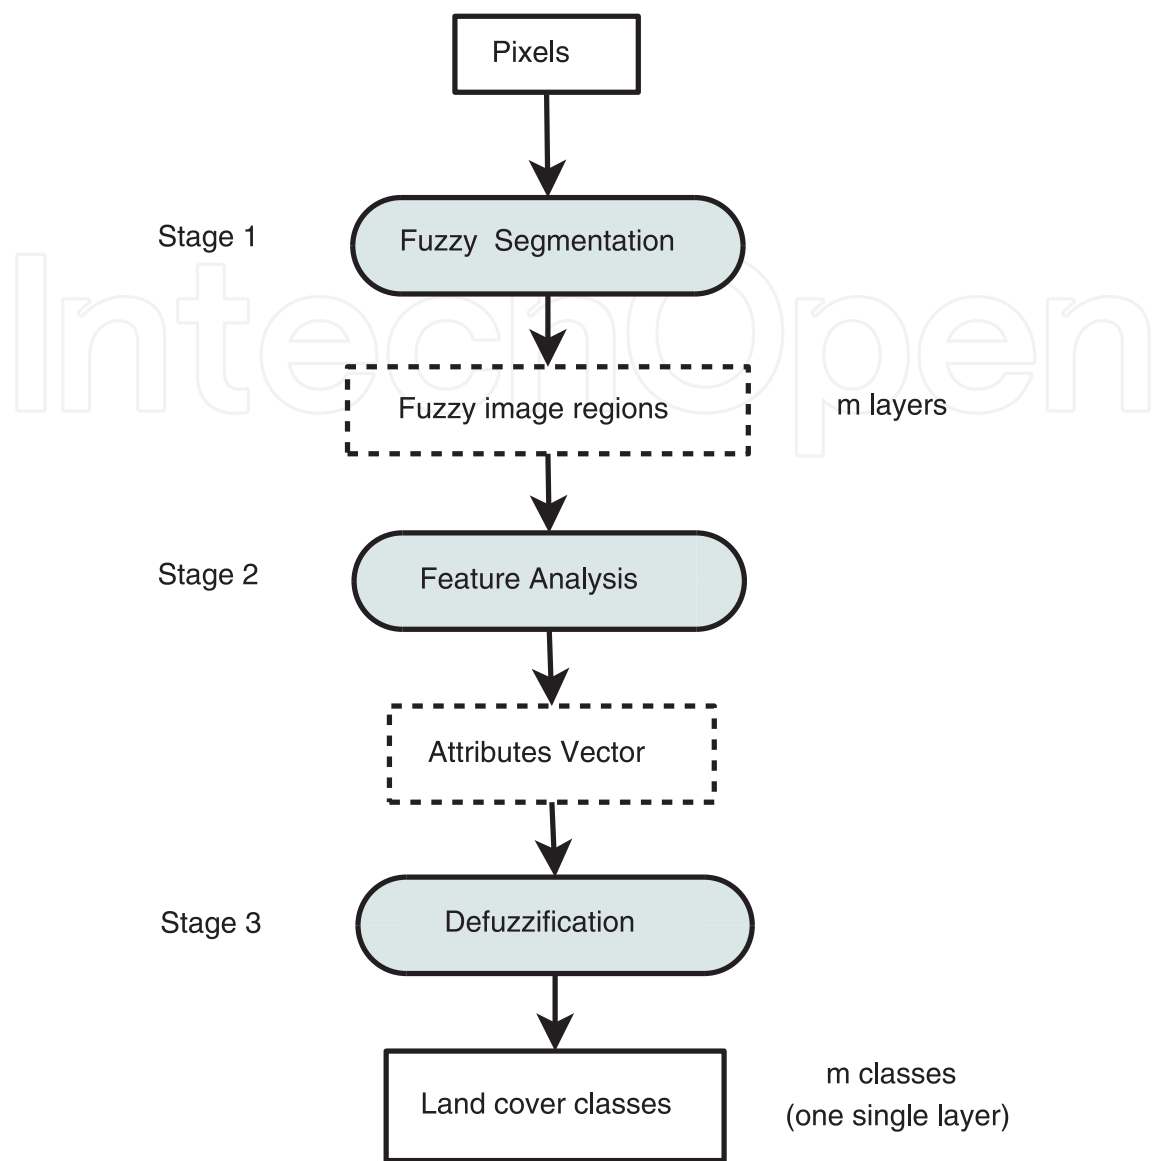 Pixels
Stage 1
Fuzzy Segmentation
IntechOpen
Fuzzy image regions
m layers
Stage 2
Feature Analysis
Attributes Vector
Stage 3
Defuzzification
Land cover classes
m classes
(one single layer)